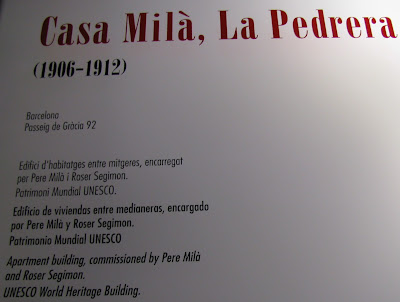 Casa Milà, La Pedrera
(1906-1912)
Barcelona
Passeig de Gràcia 92
Edifici d'habitatges entre mitgeres, encarregat
per Pere Milà i Roser Segimon.
Patrimoni Mundial UNESCO.
Edificio de viviendas entre medianeras, encargado
por Pere Milà y Roser Segimon.
Patrimonio Mundial UNESCO
Apartment building, commissioned by Pere Milà
and Roser Segimon.
UNESCO World Heritage Building.